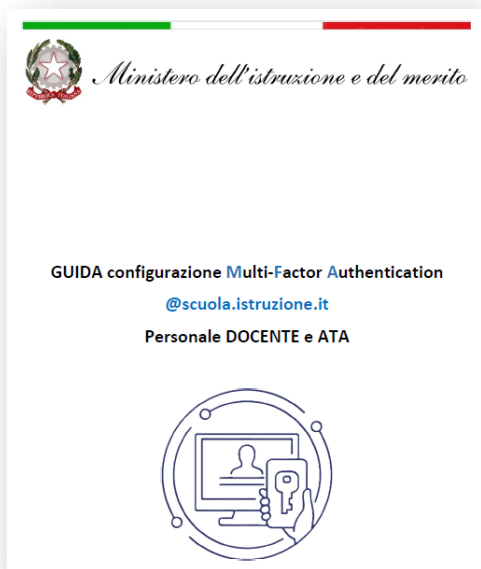 Ministero dell'istruzione e del merito
GUIDA configurazione Multi-Factor Authentication
@scuola.istruzione.it
Personale DOCENTE e ATA